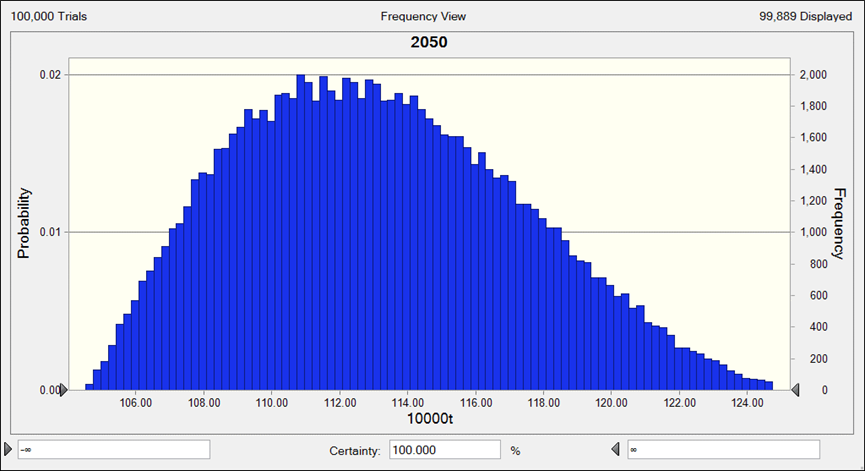 100,000 Trials Frequency View 99,889 Displayed
2050
0.02 2,000
1,800
1,600
1,400
1,200
0.01 1,000
800
600
400
200
0.00 0
Probability
Frequency
106.00 108.00 110.00 112.00 114.00 116.00 118.00 120.00 122.00 124.00
10000t
-∞ Certainty: 100.000 % ∞